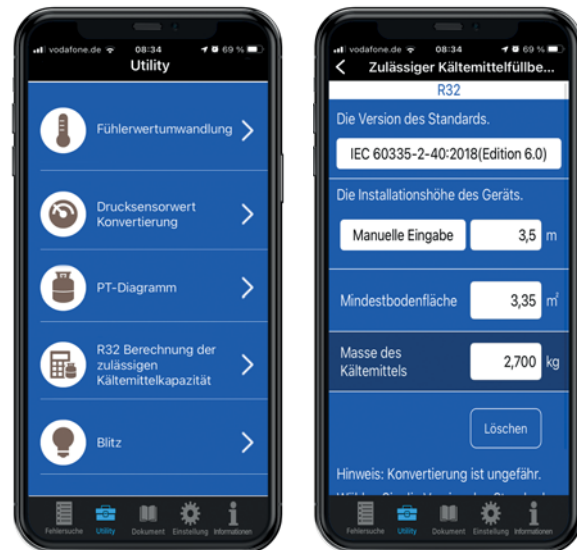 vodafone.de 08:34 69 %
Utility
Fühlerwertumwandlung
Drucksensorwert
Konvertierung
PT-Diagramm
R32 Berechnung der
zulässigen
Kältemittelkapazität
Blitz
Fehlersuche Utility Dokument Einstellung Informationen
vodafone.de 08:34 69 %
Zulässiger Kältemittelfüllbe...
R32
Die Version des Standards.
IEC 60335-2-40:2018(Edition 6.0)
Die Installationshöhe des Geräts.
Manuelle Eingabe 3,5 m
Mindestbodenfläche 3,35 m²
Masse des
Kältemittels 2,700 kg
Löschen
Hinweis: Konvertierung ist ungefähr.
Fehlersuche Utility Dokument Einstellung Informationen